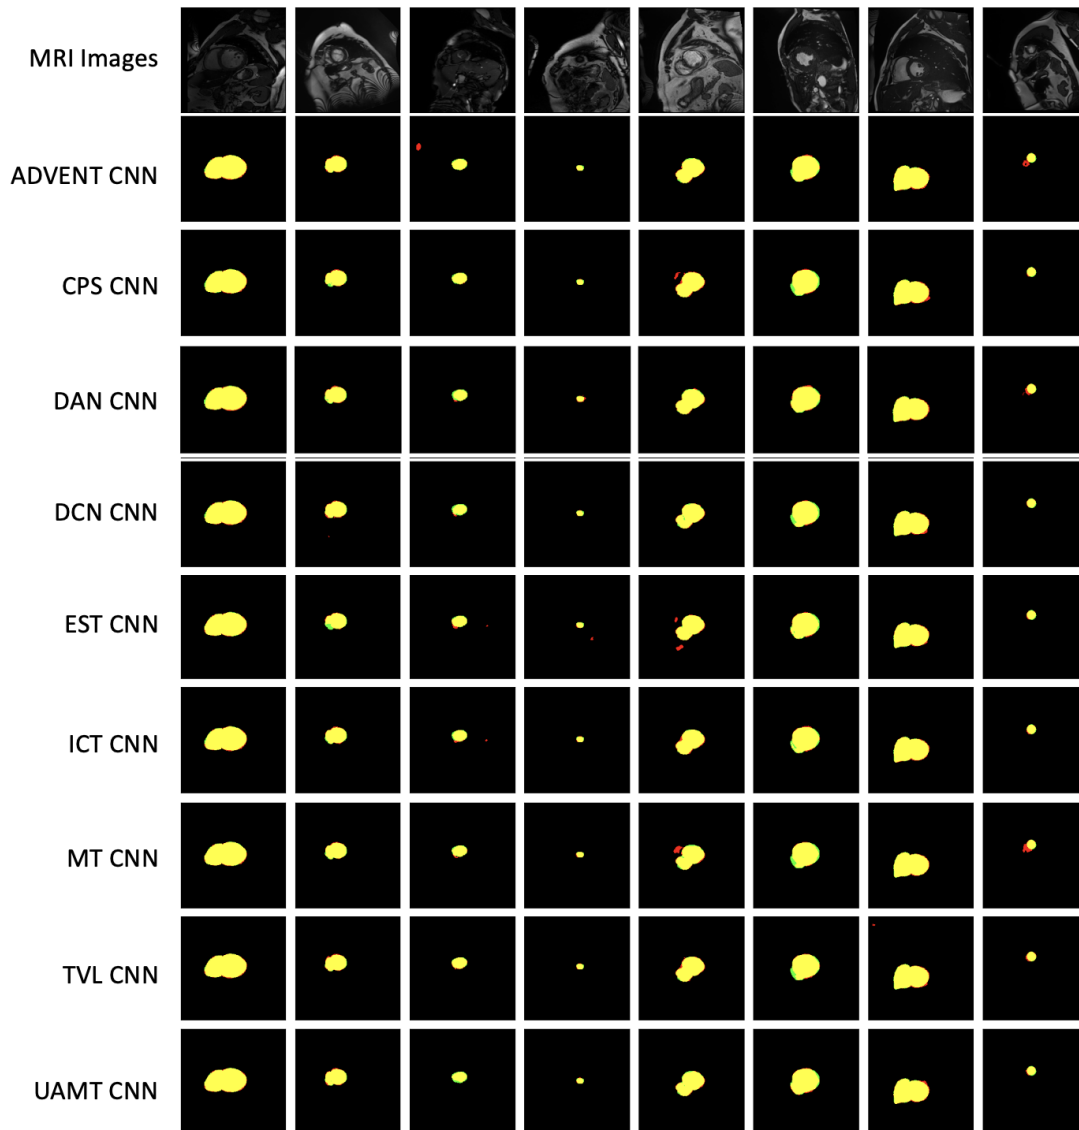 MRI Images
ADVENT CNN
CPS CNN
DAN CNN
DCN CNN
EST CNN
ICT CNN
MT CNN
TVL CNN
UAMT CNN